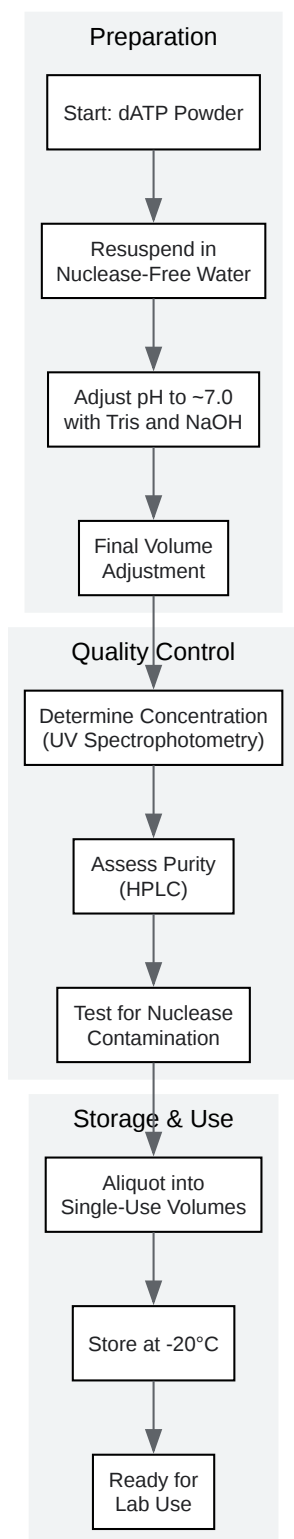 Preparation
Start: dATP Powder
Resuspend in
Nuclease-Free Water
Adjust pH to ~7.0
with Tris and NaOH
Final Volume
Adjustment
Quality Control
Determine Concentration
(UV Spectrophotometry)
Assess Purity
(HPLC)
Test for Nuclease
Contamination
Storage & Use
Aliquot into
Single-Use Volumes
Store at -20°C
Ready for
Lab Use